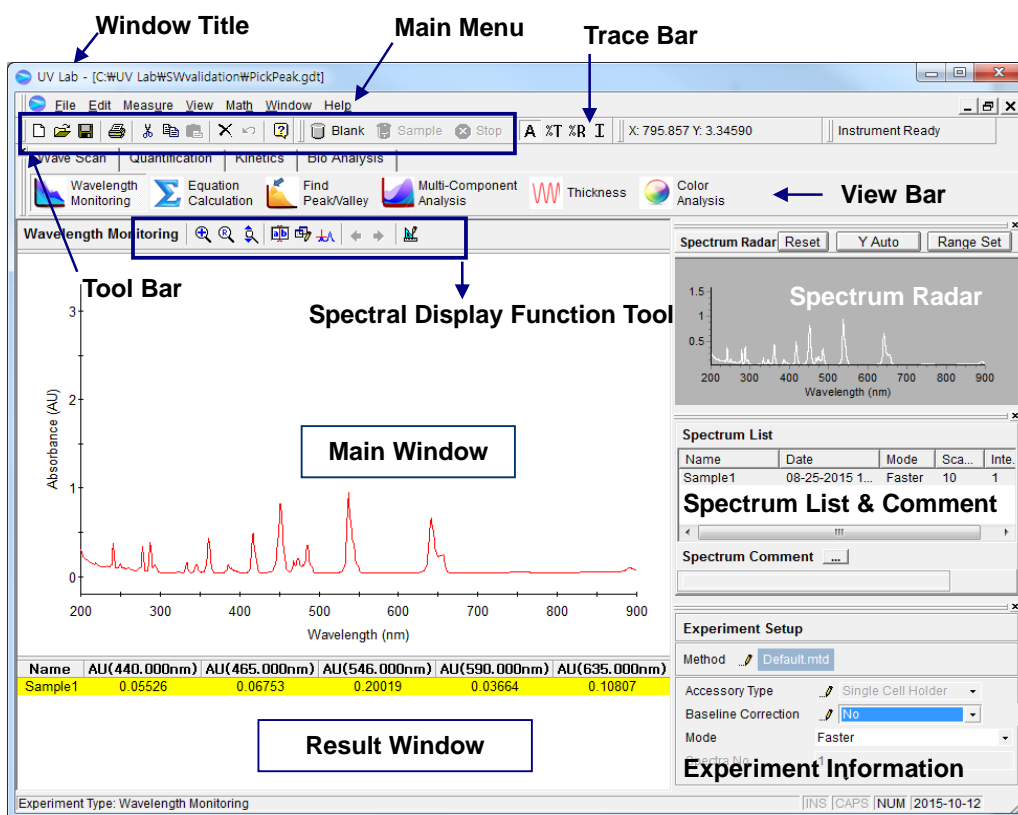 Window Title
Main Menu
Trace Bar
UV Lab - [C:₩UV Lab₩SWvalidation₩PickPeak.gdt]
File Edit Measure View Math Window Help
Blank Sample Stop A %T %R I X: 795.857 Y: 3.34590 Instrument Ready
Wave Scan Quantification Kinetics Bio Analysis
Wavelength Monitoring
Equation Calculation
Find Peak/Valley
Multi-Component Analysis
Thickness
Color Analysis
View Bar
Wavelength Monitoring
Tool Bar
Spectral Display Function Tool
Spectrum Radar Reset Y Auto Range Set
Spectrum Radar
1.5
1
0.5
200 300 400 500 600 700 800 900
Wavelength (nm)
3
2
1
0
Absorbance (AU)
Main Window
200 300 400 500 600 700 800 900
Wavelength (nm)
Spectrum List
Name Date Mode Sca... Inte.
Sample1 08-25-2015 1... Faster 10 1
Spectrum List & Comment
Spectrum Comment ...
Experiment Setup
Method Default.mtd
Accessory Type Single Cell Holder
Baseline Correction No
Mode Faster
Spectra No. 1
Experiment Information
Name AU(440.000nm) AU(465.000nm) AU(546.000nm) AU(590.000nm) AU(635.000nm)
Sample1 0.05526 0.06753 0.20019 0.03664 0.10807
Result Window
Experiment Type: Wavelength Monitoring
INS CAPS NUM 2015-10-12